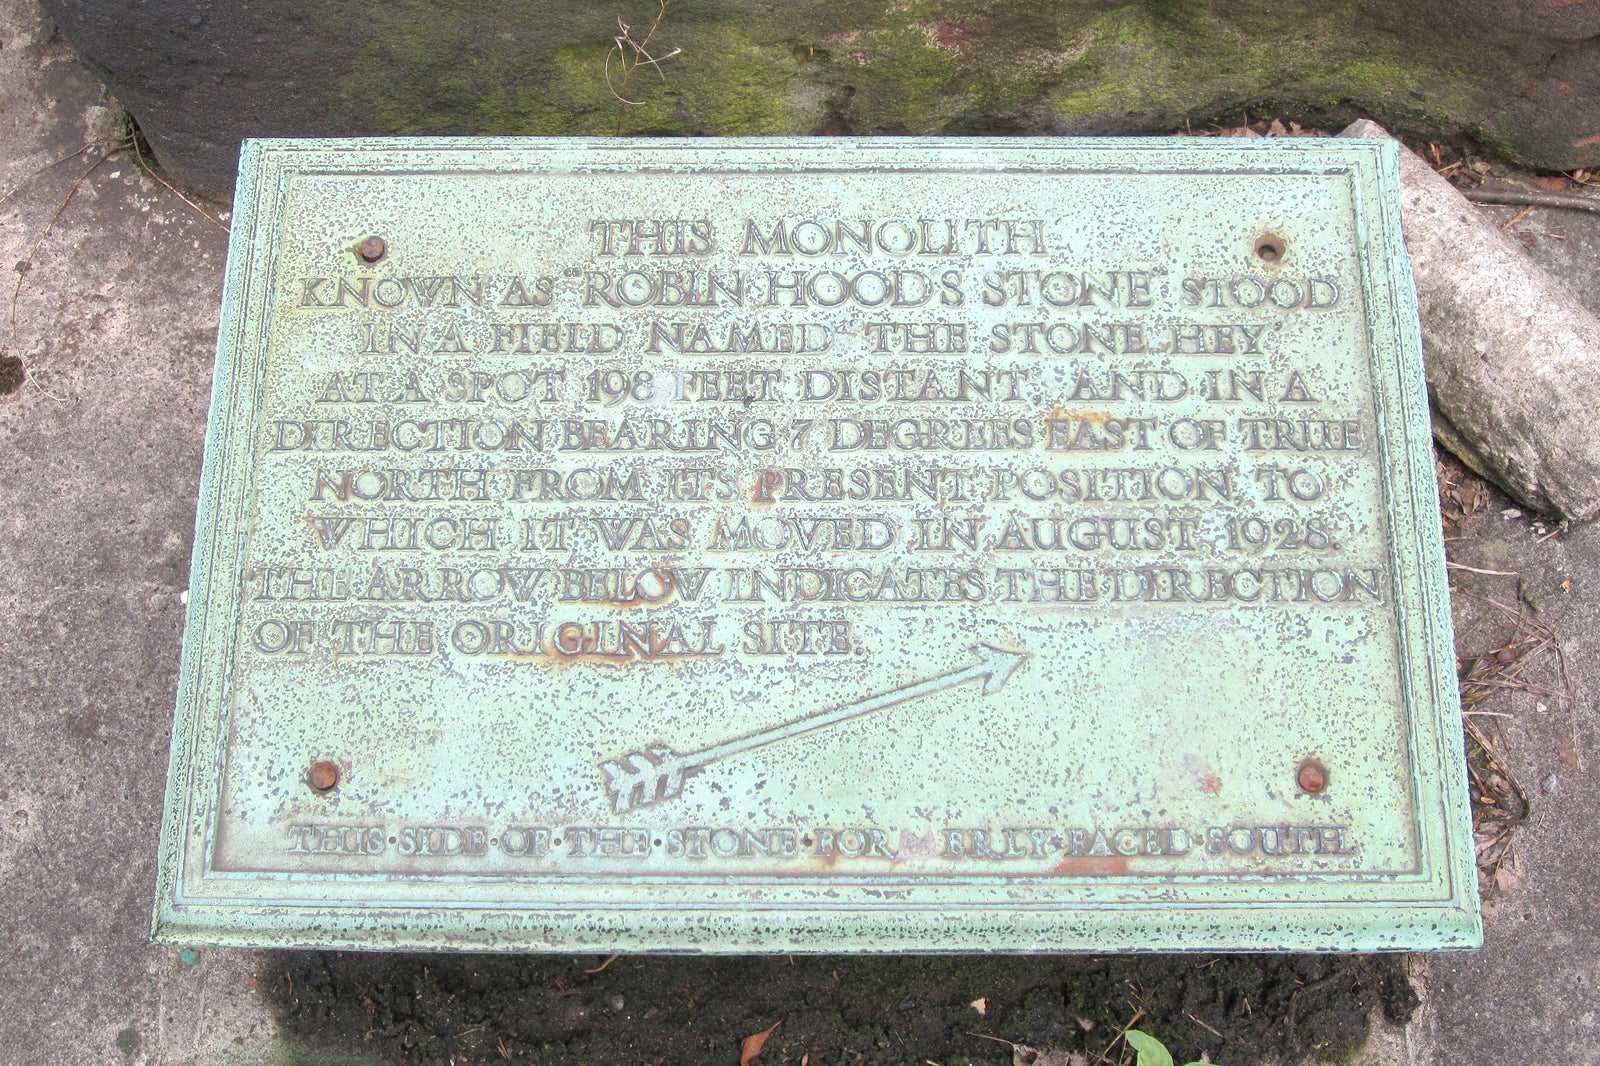 THIS MONOLITH
KNOWN AS "ROBIN HOOD'S STONE" STOOD
IN A FIELD NAMED "THE STONE HEY"
AT A SPOT 198 FEET DISTANT, AND IN A
DIRECTION BEARING 7 DEGREES EAST OF TRUE
NORTH FROM ITS PRESENT POSITION TO
WHICH IT WAS MOVED IN AUGUST, 1928.
THE ARROW BELOW INDICATES THE DIRECTION
OF THE ORIGINAL SITE.
THIS·SIDE·OF·THE·STONE·FORMERLY·FACED·SOUTH.